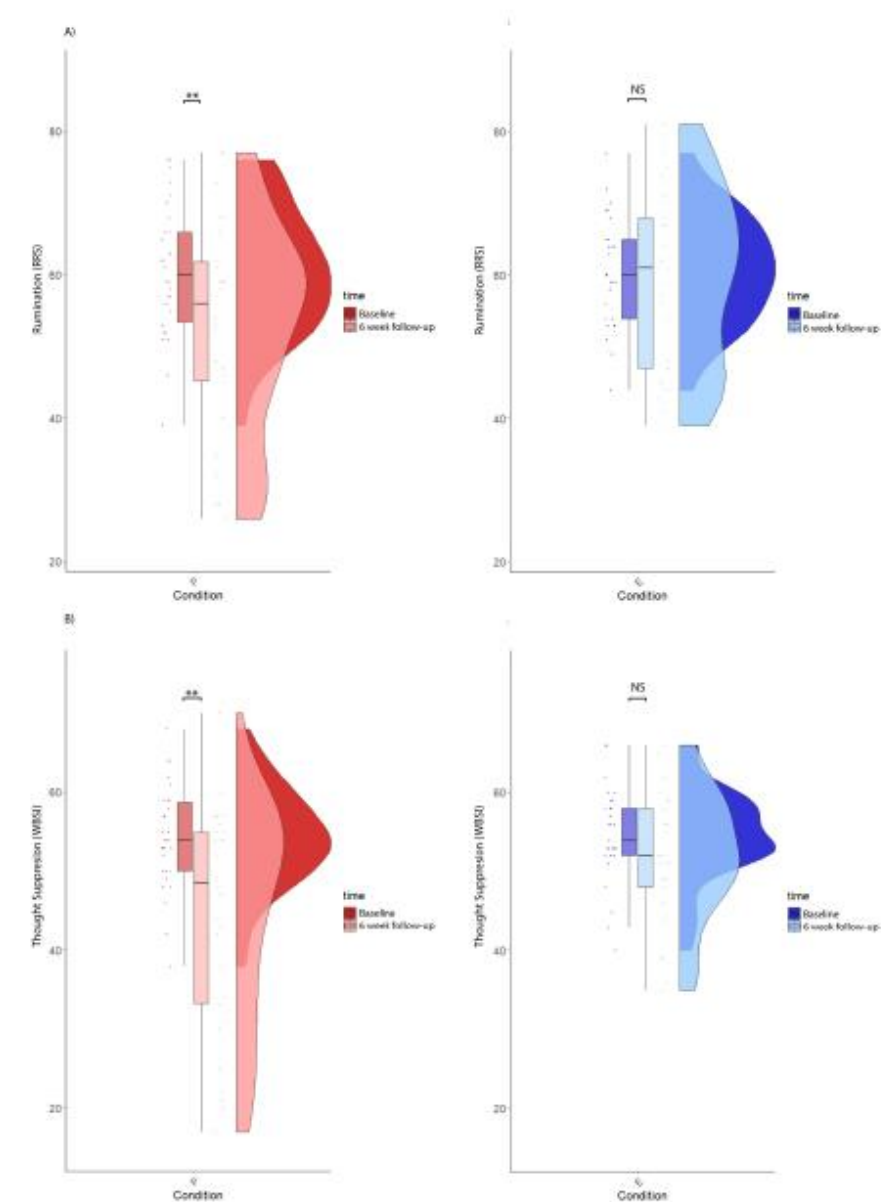 A)
**
NS
Rumination (RRS)
80
60
40
20
time
Baseline
6 week follow-up
P
Condition
Rumination (RRS)
80
60
40
20
time
Baseline
6 week follow-up
E
Condition
B)
**
NS
Thought Suppresion (WBSI)
60
40
20
time
Baseline
6 week follow-up
P
Condition
Thought Suppresion (WBSI)
60
40
20
time
Baseline
6 week follow-up
E
Condition